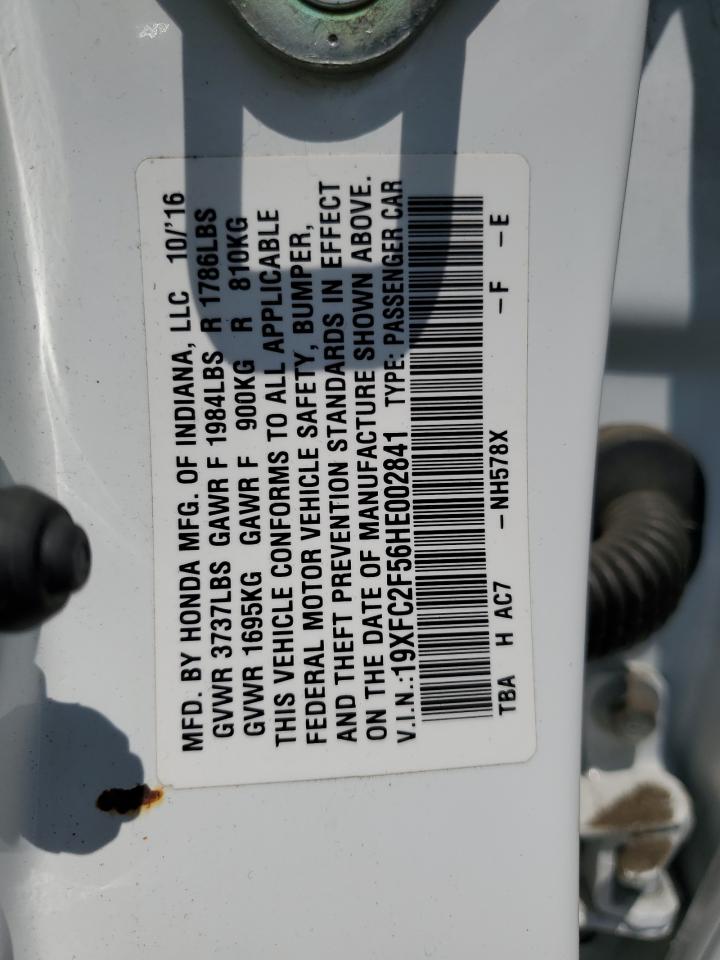 MFD. BY HONDA MFG. OF INDIANA, LLC 10/'16
GVWR 3737LBS GAWR F 1984LBS R 1786LBS
GVWR 1695KG GAWR F 900KG R 810KG
THIS VEHICLE CONFORMS TO ALL APPLICABLE
FEDERAL MOTOR VEHICLE SAFETY, BUMPER,
AND THEFT PREVENTION STANDARDS IN EFFECT
ON THE DATE OF MANUFACTURE SHOWN ABOVE.
V.I.N.:19XFC2F56HE002841 TYPE: PASSENGER CAR
TBA H AC7 -NH578X -F -E